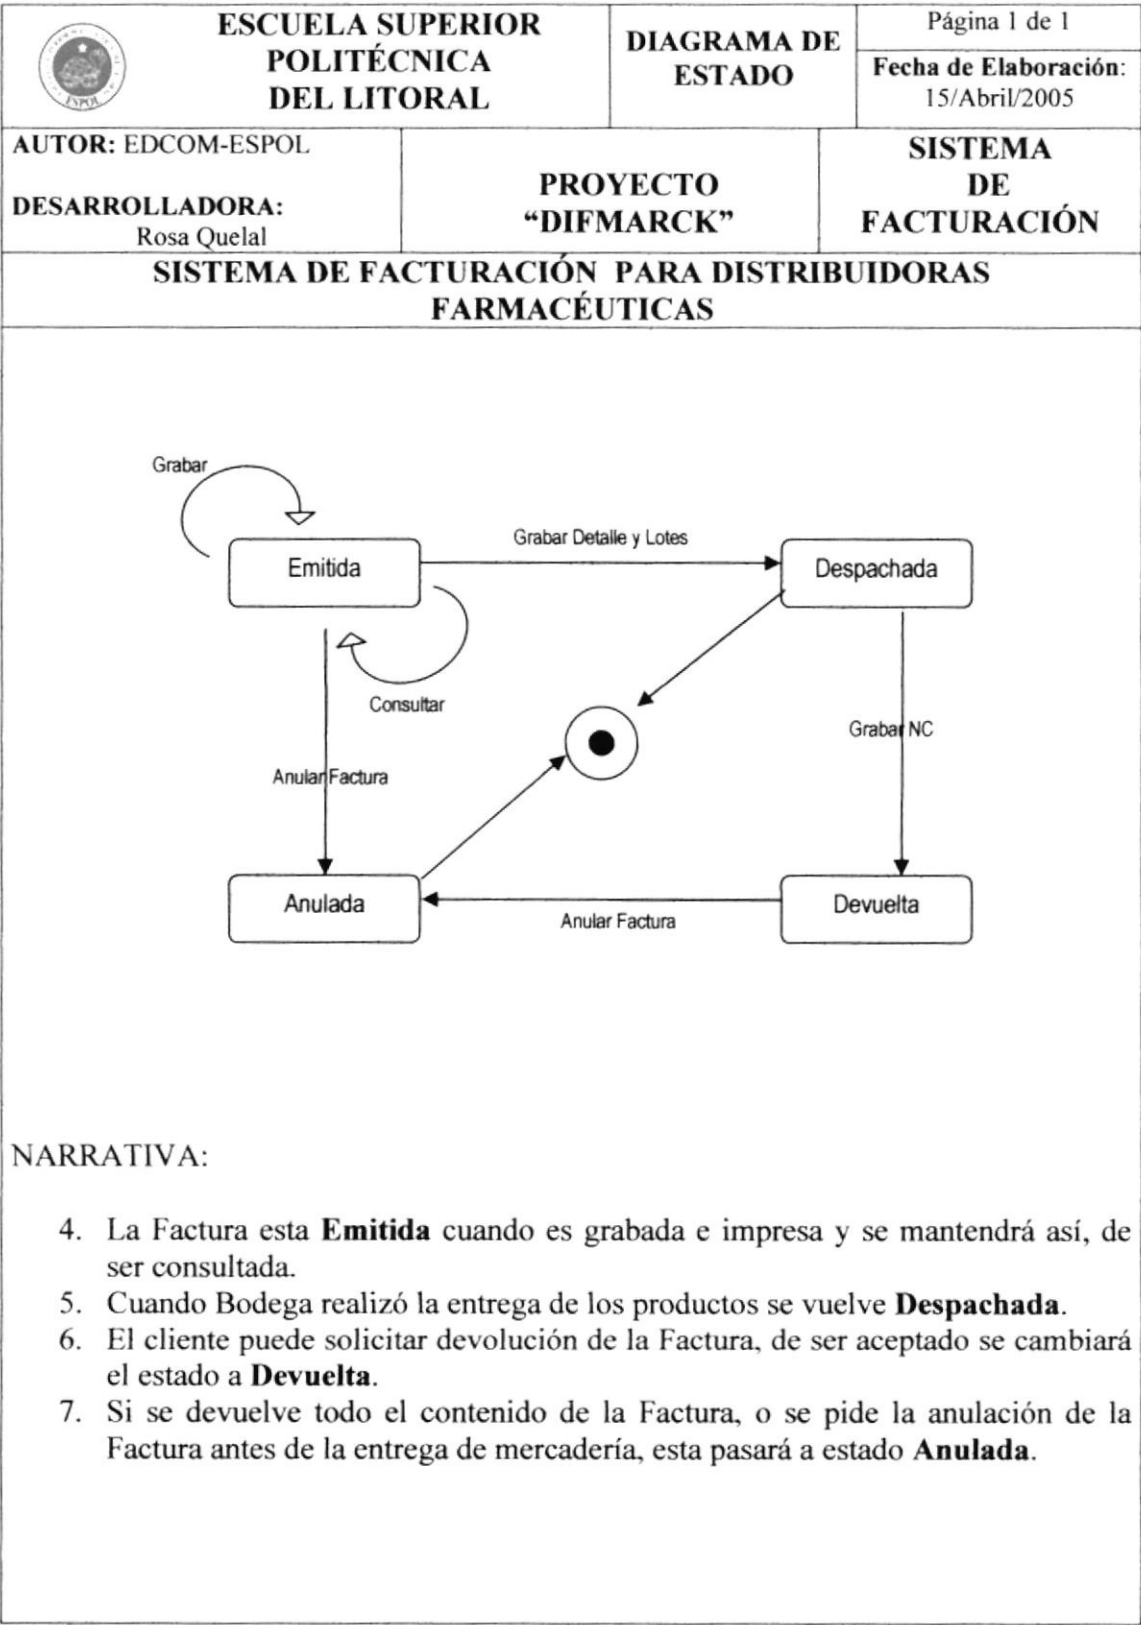 ESPOL
ESCUELA SUPERIOR
POLITÉCNICA
DEL LITORAL
DIAGRAMA DE
ESTADO
Página 1 de 1
Fecha de Elaboración:
15/Abril/2005
AUTOR: EDCOM-ESPOL
DESARROLLADORA:
Rosa Quelal
PROYECTO
“DIFMARCK”
SISTEMA
DE
FACTURACIÓN
SISTEMA DE FACTURACIÓN PARA DISTRIBUIDORAS
FARMACÉUTICAS
Grabar
Grabar Detalle y Lotes
Emitida
Despachada
Consultar
Grabar NC
Anular Factura
Anulada
Devuelta
Anular Factura
NARRATIVA:
4. La Factura esta Emitida cuando es grabada e impresa y se mantendrá así, de
ser consultada.
5. Cuando Bodega realizó la entrega de los productos se vuelve Despachada.
6. El cliente puede solicitar devolución de la Factura, de ser aceptado se cambiará
el estado a Devuelta.
7. Si se devuelve todo el contenido de la Factura, o se pide la anulación de la
Factura antes de la entrega de mercadería, esta pasará a estado Anulada.